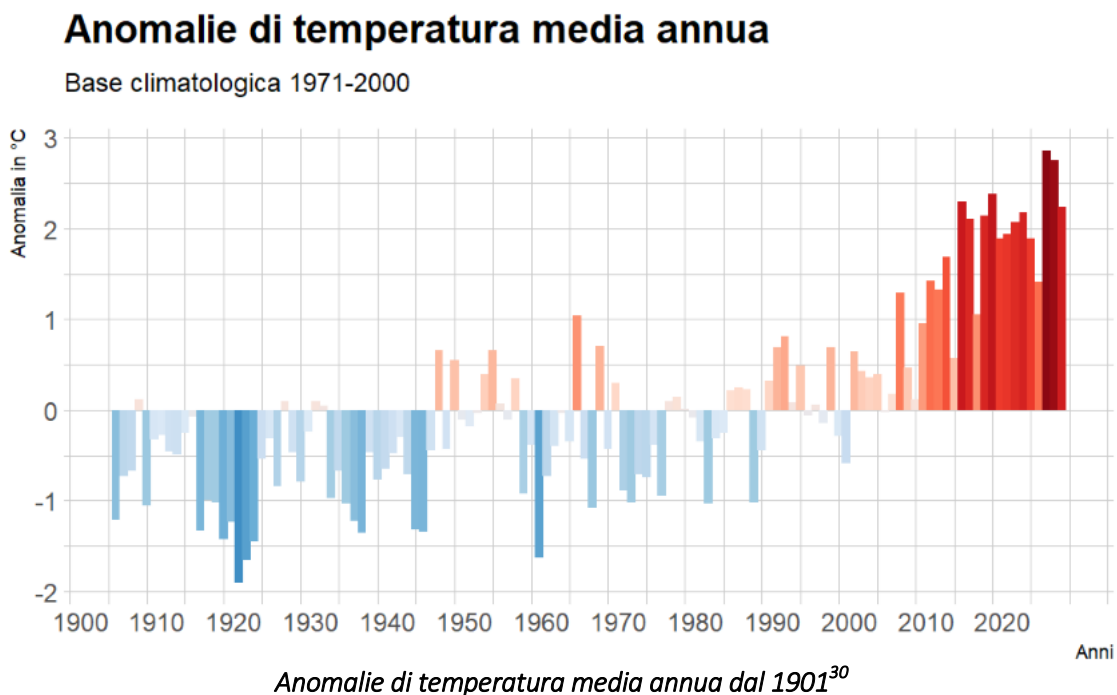 Anomalie di temperatura media annua
Base climatologica 1971-2000
Anomalia in °C
3
2
1
0
-1
-2
1900 1910 1920 1930 1940 1950 1960 1970 1980 1990 2000 2010 2020
Anni
Anomalie di temperatura media annua dal 1901³⁰